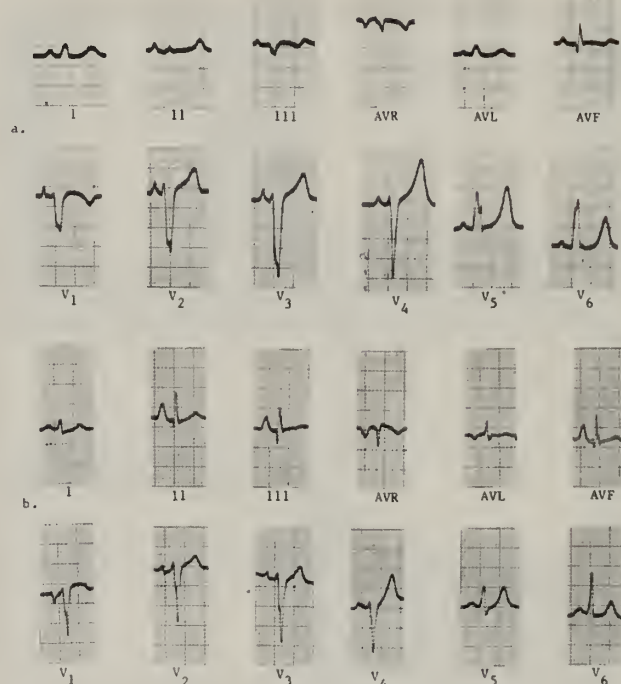 I II III AVR AVL AVF
a.
V1 V2 V3 V4 V5 V6
I II III AVR AVL AVF
b.
V1 V2 V3 V4 V5 V6